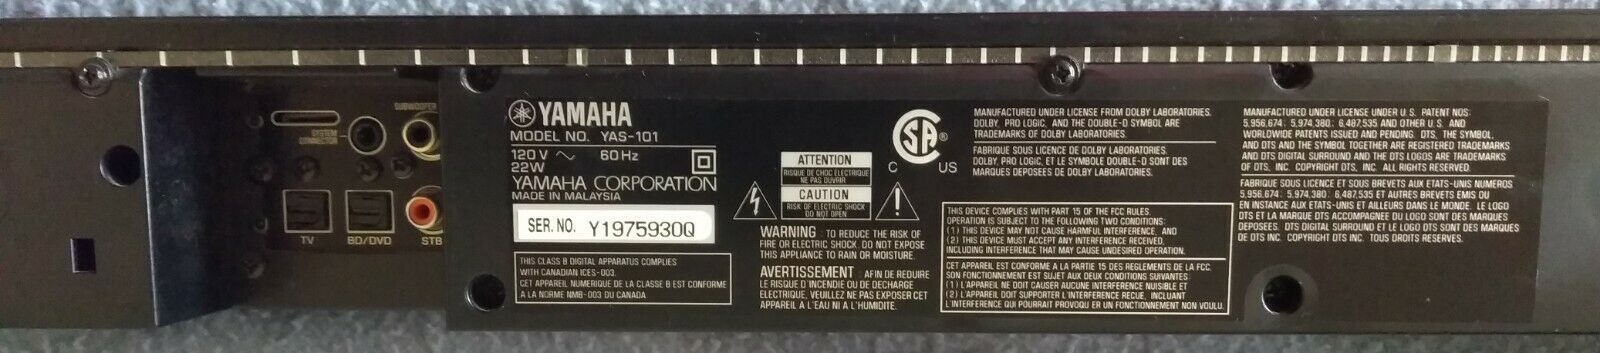 SUBWOOFER
SYSTEM
CONNECTOR
TV
BD/DVD
STB
YAMAHA
MODEL NO. YAS-101
120 V ~ 60 Hz
22W
YAMAHA CORPORATION
MADE IN MALAYSIA
SER. NO. Y1975930Q
THIS CLASS B DIGITAL APPARATUS COMPLIES
WITH CANADIAN ICES-003.
CET APPAREIL NUMERIQUE DE LA CLASSE B EST CONFORME
A LA NORME NMB-003 DU CANADA
ATTENTION
RISQUE DE CHOC ELECTRIQUE
NE PAS OUVRIR
CAUTION
RISK OF ELECTRIC SHOCK
DO NOT OPEN
WARNING : TO REDUCE THE RISK OF
FIRE OR ELECTRIC SHOCK. DO NOT EXPOSE
THIS APPLIANCE TO RAIN OR MOISTURE.
AVERTISSEMENT : AFIN DE REDUIRE
LE RISQUE D'INCENDIE OU DE DECHARGE
ELECTRIQUE, VEUILLEZ NE PAS EXPOSER CET
APPAREIL A L'EAU NI A L'HUMIDITE.
SA ®
C US
MANUFACTURED UNDER LICENSE FROM DOLBY LABORATORIES.
DOLBY, PRO LOGIC, AND THE DOUBLE-D SYMBOL ARE
TRADEMARKS OF DOLBY LABORATORIES.
FABRIQUE SOUS LICENCE DE DOLBY LABORATORIES.
DOLBY, PRO LOGIC, ET LE SYMBOLE DOUBLE-D SONT DES
MARQUES DEPOSEES DE DOLBY LABORATORIES.
THIS DEVICE COMPLIES WITH PART 15 OF THE FCC RULES.
OPERATION IS SUBJECT TO THE FOLLOWING TWO CONDITIONS:
(1) THIS DEVICE MAY NOT CAUSE HARMFUL INTERFERENCE, AND
(2) THIS DEVICE MUST ACCEPT ANY INTERFERENCE RECEIVED,
INCLUDING INTERFERENCE THAT MAY CAUSE UNDESIRED OPERATION.
CET APPAREIL EST CONFORME A LA PARTIE 15 DES REGLEMENTS DE LA FCC.
SON FONCTIONNEMENT EST SUJET AUX DEUX CONDITIONS SUIVANTES:
(1) L'APPAREIL NE DOIT CAUSER AUCUNE INTERFERENCE NUISIBLE ET
(2) L'APPAREIL DOIT SUPPORTER L'INTERFERENCE RECUE, INCLUANT
L'INTERFERENCE QUI POURRAIT PROVOQUER UN FONCTIONNEMENT NON VOULU.
MANUFACTURED UNDER LICENSE UNDER U.S. PATENT NOS:
5,956,674; 5,974,380; 6,487,535 AND OTHER U.S. AND
WORLDWIDE PATENTS ISSUED AND PENDING. DTS, THE SYMBOL,
AND DTS AND THE SYMBOL TOGETHER ARE REGISTERED TRADEMARKS
AND DTS DIGITAL SURROUND AND THE DTS LOGOS ARE TRADEMARKS
OF DTS, INC. COPYRIGHT DTS, INC. ALL RIGHTS RESERVED.
FABRIQUE SOUS LICENCE ET SOUS BREVETS AUX ETATS-UNIS NUMEROS
5,956,674; 5,974,380; 6,487,535 ET AUTRES BREVETS EMIS OU
EN INSTANCE AUX ETATS-UNIS ET AILLEURS DANS LE MONDE. LE LOGO
DTS ET LA MARQUE DTS ACCOMPAGNEE DU LOGO SONT DES MARQUES
DEPOSEES. DTS DIGITAL SURROUND ET LE LOGO DTS SONT DES MARQUES
DE DTS INC. COPYRIGHT DTS INC. TOUS DROITS RESERVES.